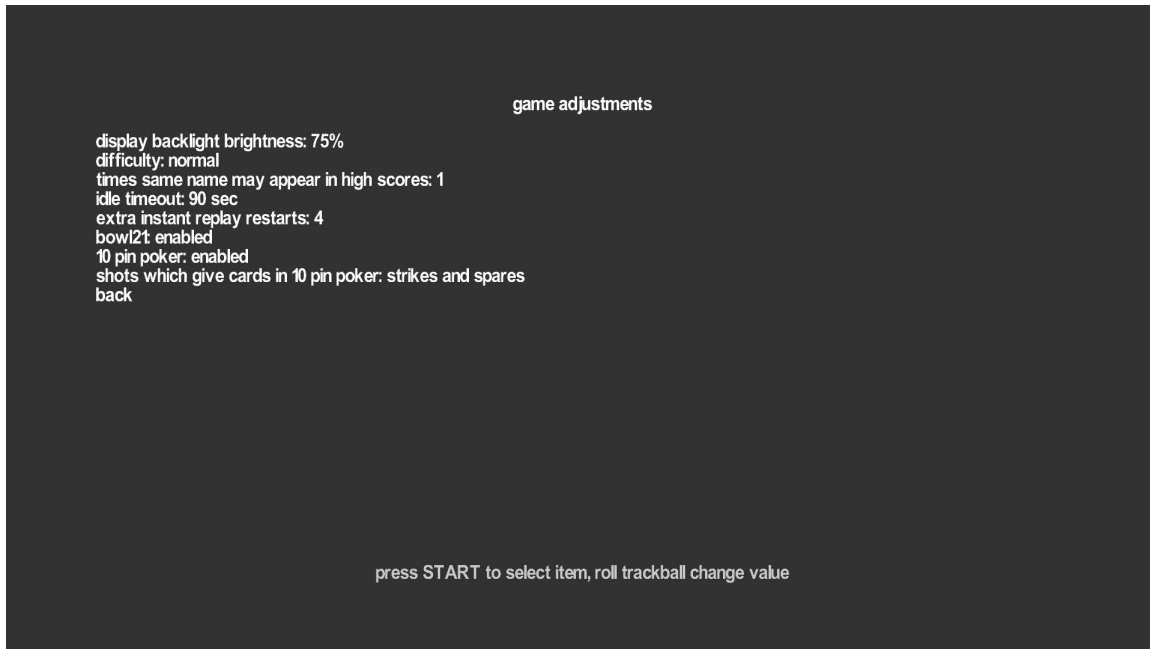 game adjustments
display backlight brightness: 75%
difficulty: normal
times same name may appear in high scores: 1
idle timeout: 90 sec
extra instant replay restarts: 4
bowl21: enabled
10 pin poker: enabled
shots which give cards in 10 pin poker: strikes and spares
back
press START to select item, roll trackball change value